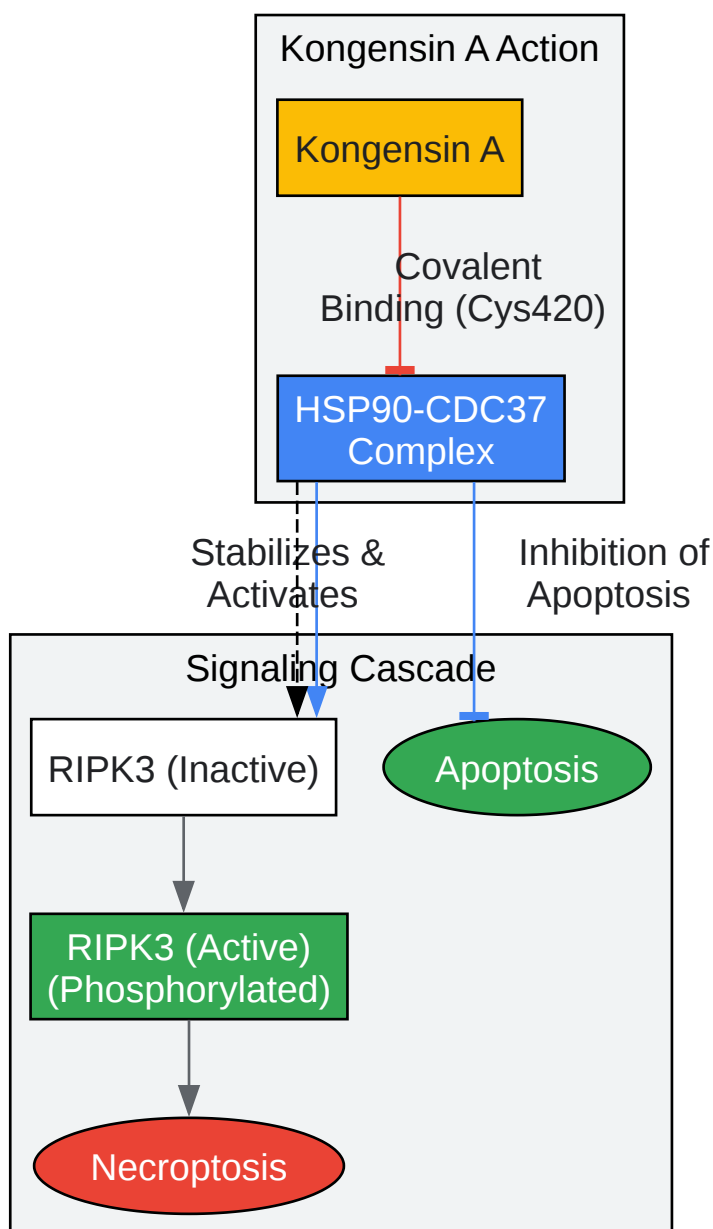 Kongensin A Action
Kongensin A
Covalent
Binding (Cys420)
HSP90-CDC37
Complex
Stabilizes &
Activates
Inhibition of
Apoptosis
Signaling Cascade
RIPK3 (Inactive)
Apoptosis
RIPK3 (Active)
(Phosphorylated)
Necroptosis